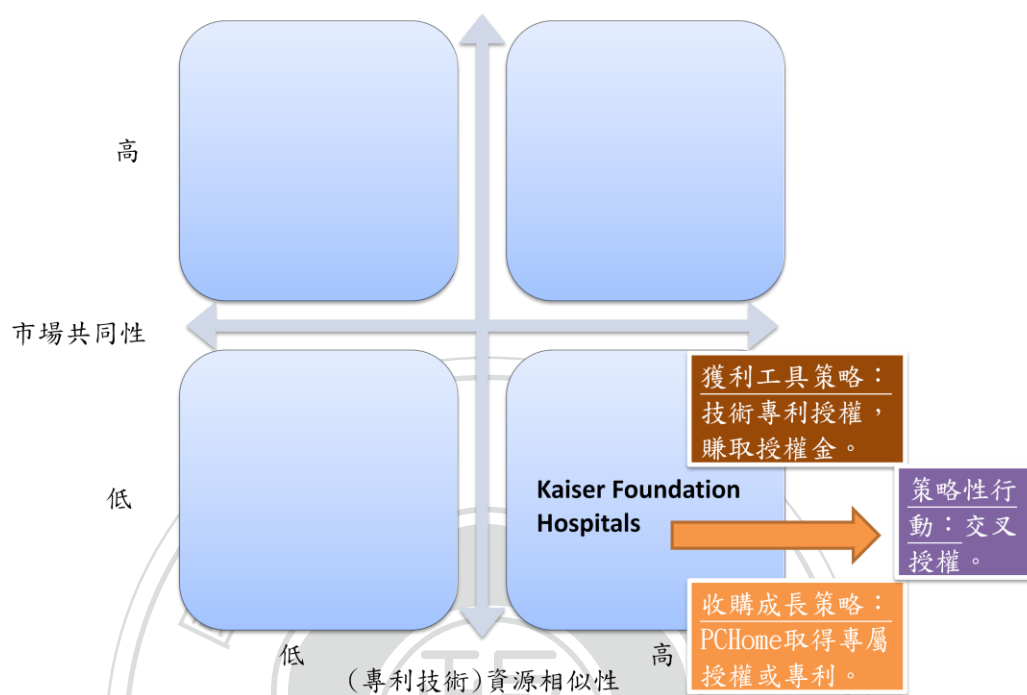 高
市場共同性
獲利工具策略：
技術專利授權，
賺取授權金。
低
Kaiser Foundation
Hospitals
策略性行
動：交叉
授權。
收購成長策略：
PCHome取得專屬
授權或專利。
低
高
(專利技術)資源相似性